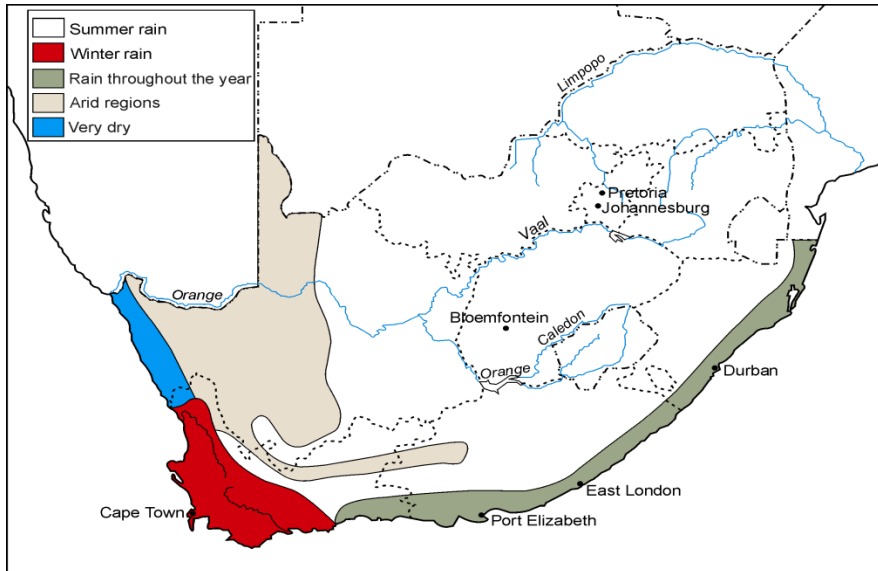 Summer rain
Winter rain
Rain throughout the year
Arid regions
Very dry
Limpopo
Pretoria
Johannesburg
Vaal
Orange
Bloemfontein
Caledon
Orange
Durban
East London
Cape Town
Port Elizabeth